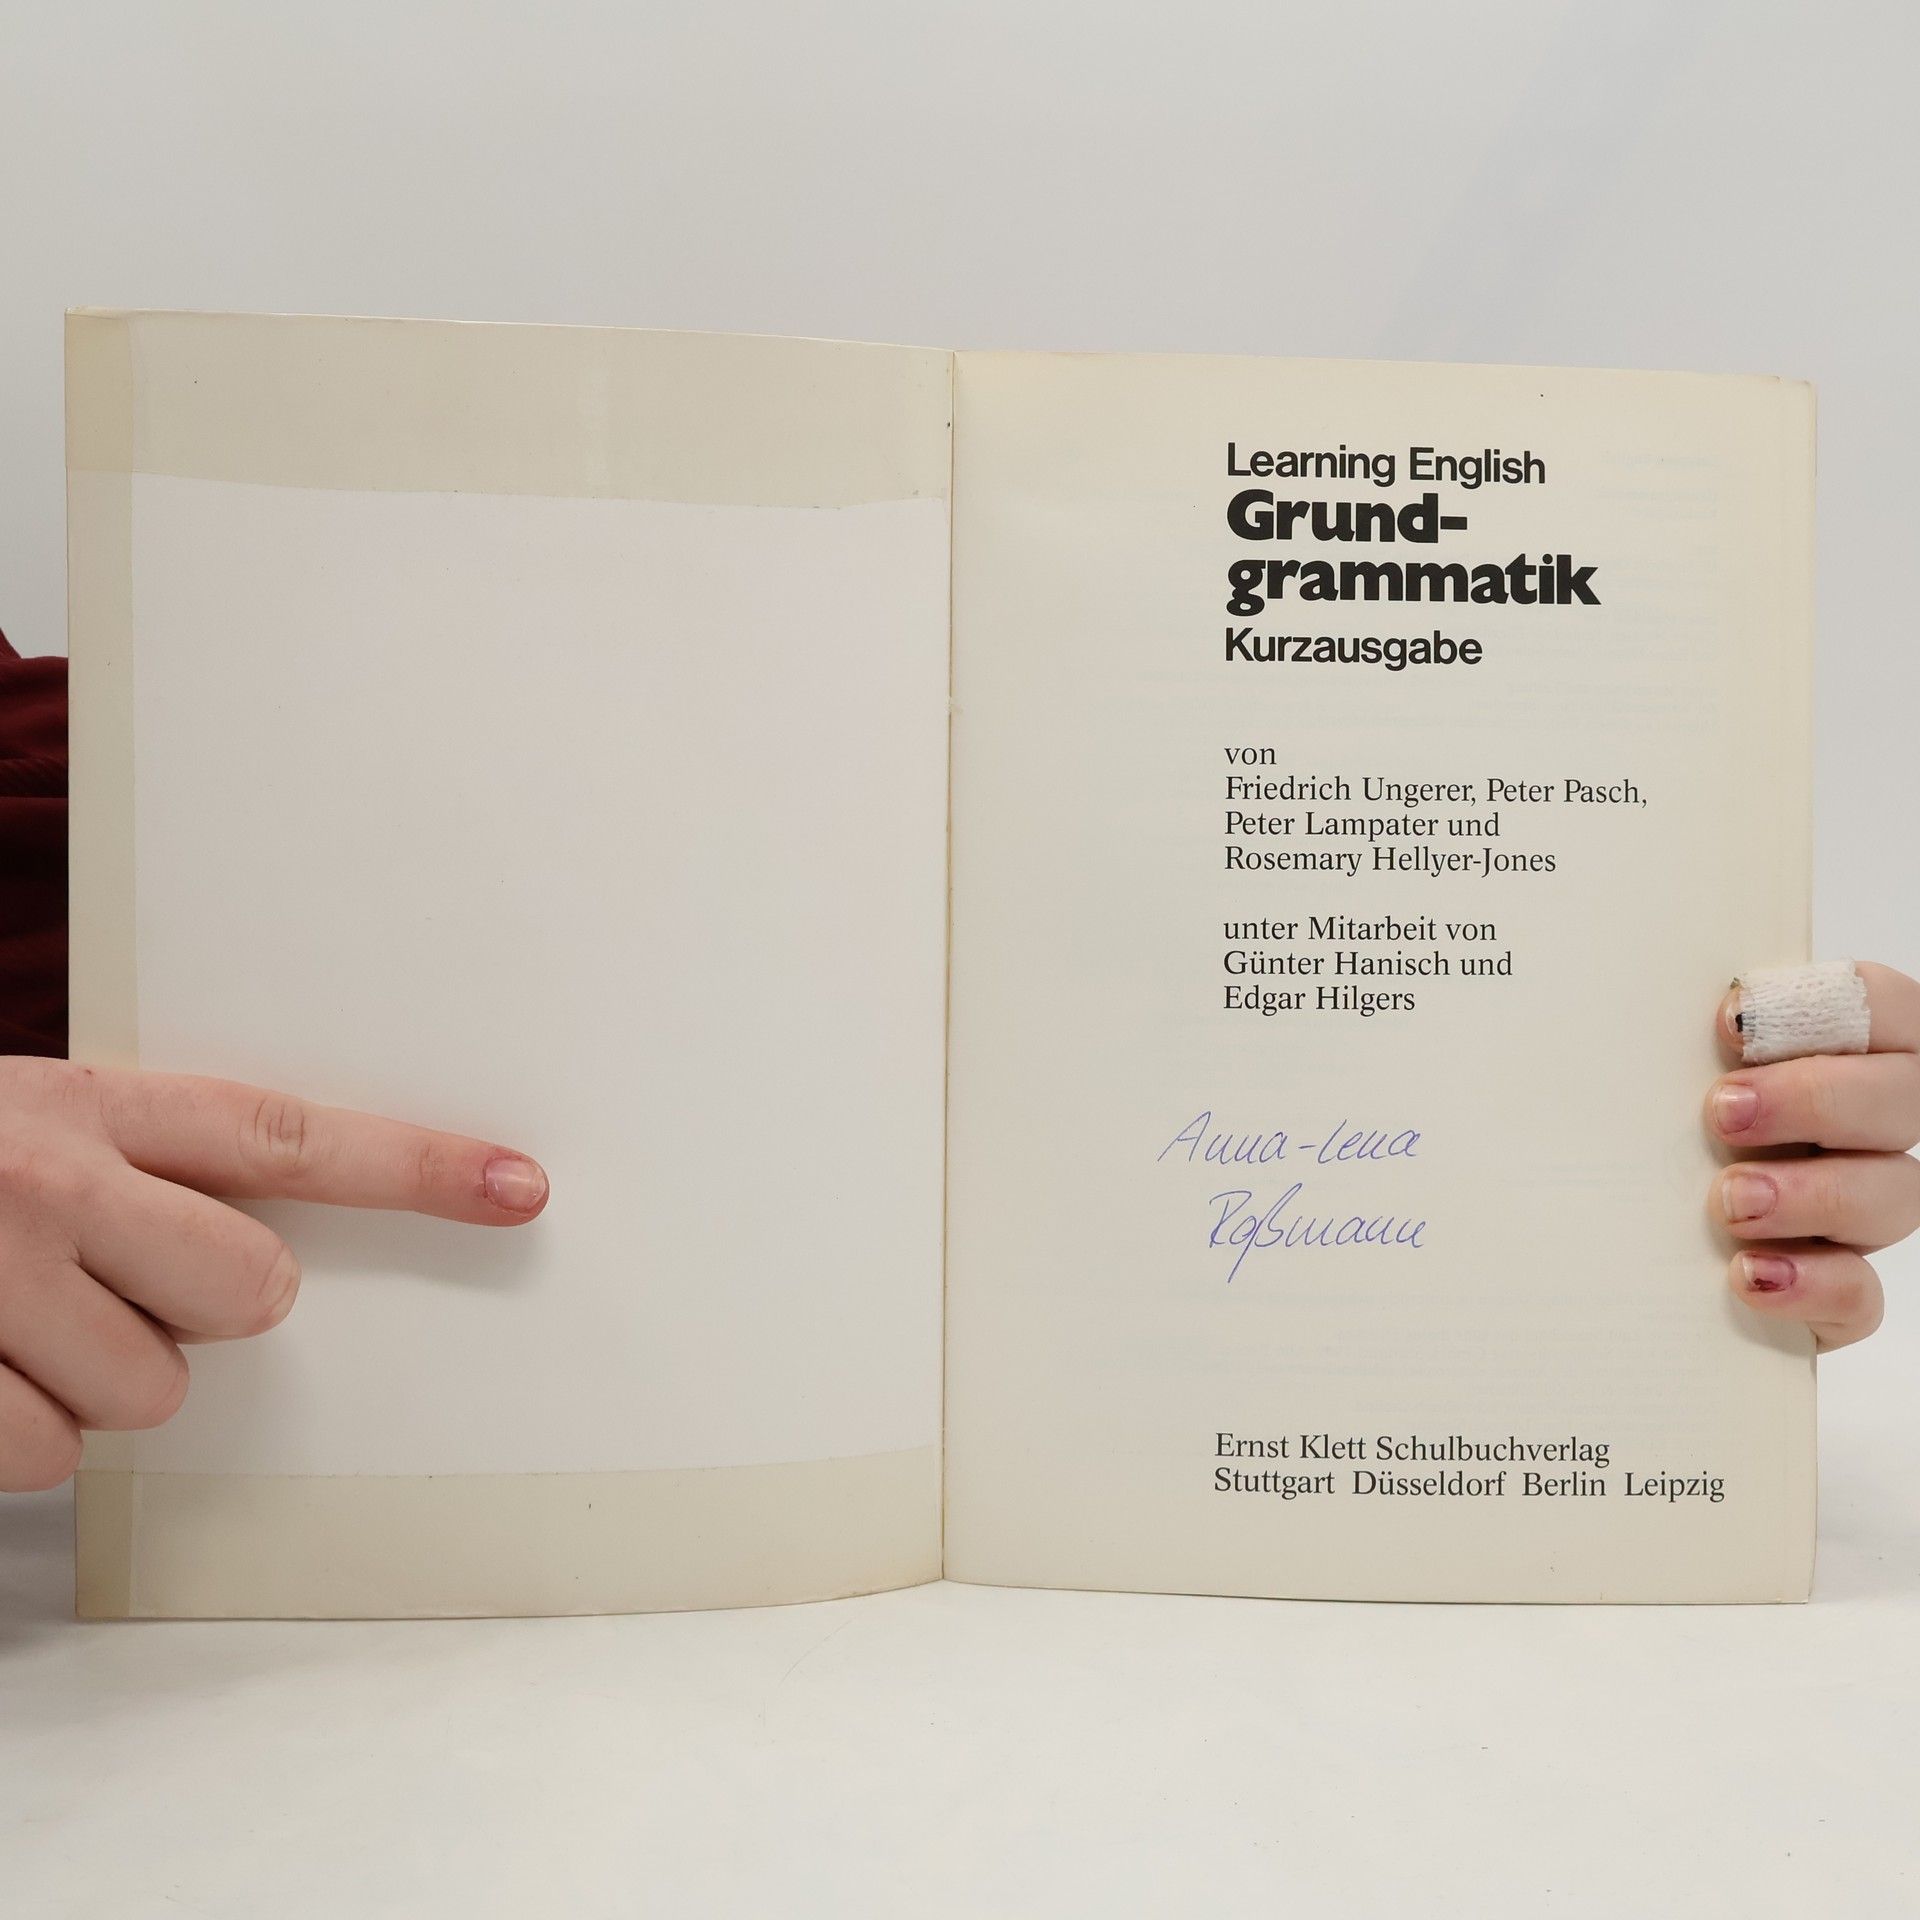 Learning English
Grund-
grammatik
Kurzausgabe
von
Friedrich Ungerer, Peter Pasch,
Peter Lampater und
Rosemary Hellyer-Jones
unter Mitarbeit von
Günter Hanisch und
Edgar Hilgers
Anna-Lena
Roßmann
Ernst Klett Schulbuchverlag
Stuttgart Düsseldorf Berlin Leipzig